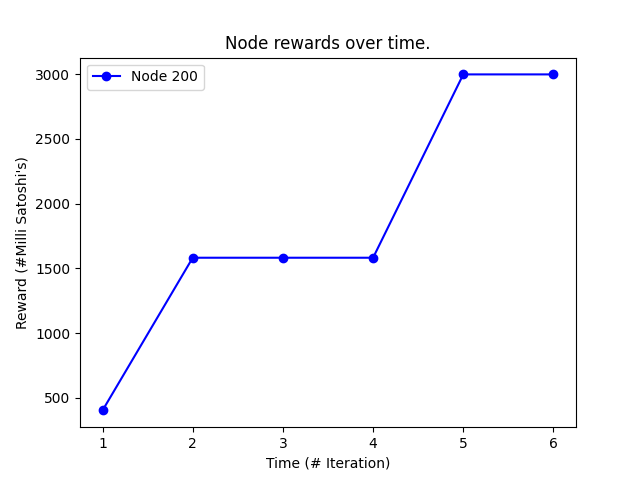 Node rewards over time.
Node 200
3000
2500
2000
1500
1000
500
Reward (#Milli Satoshi's)
1 2 3 4 5 6
Time (# Iteration)